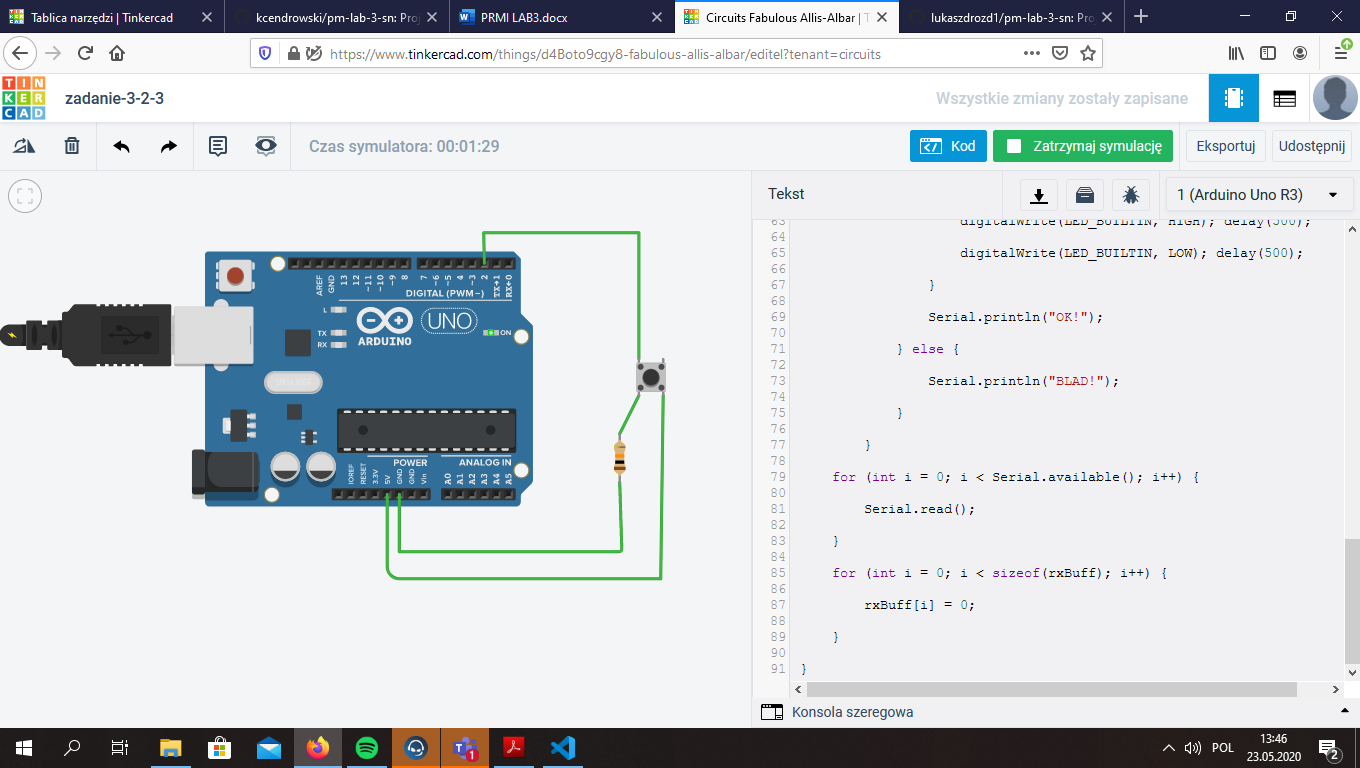 Tablica narzędzi | Tinkercad
kcendrowski/pm-lab-3-sn: Proj
PRMI LAB3.docx
Circuits Fabulous Allis-Albar | T
lukaszdrozd1/pm-lab-3-sn: Pro
https://www.tinkercad.com/things/d4Boto9cgy8-fabulous-allis-albar/editel?tenant=circuits
TIN
KER
CAD
zadanie-3-2-3
Wszystkie zmiany zostały zapisane
Czas symulatora: 00:01:29
Kod
Zatrzymaj symulację
Eksportuj
Udostępnij
Tekst
1 (Arduino Uno R3)
AREF
GND
13
12
~11
~10
~9
8
7
~6
~5
4
~3
2
TX→1
RX←0
DIGITAL (PWM~)
L
TX
RX
ARDUINO
UNO
ON
POWER
ANALOG IN
IOREF
RESET
3.3V
5V
GND
GND
Vin
A0
A1
A2
A3
A4
A5
63 digitalWrite(LED_BUILTIN, HIGH); delay(500);
64
65 digitalWrite(LED_BUILTIN, LOW); delay(500);
66
67 }
68
69 Serial.println("OK!");
70
71 } else {
72
73 Serial.println("BLAD!");
74
75 }
76
77 }
78
79 for (int i = 0; i < Serial.available(); i++) {
80
81 Serial.read();
82
83 }
84
85 for (int i = 0; i < sizeof(rxBuff); i++) {
86
87 rxBuff[i] = 0;
88
89 }
90
91 }
Konsola szeregowa
1
POL
13:46
23.05.2020
2